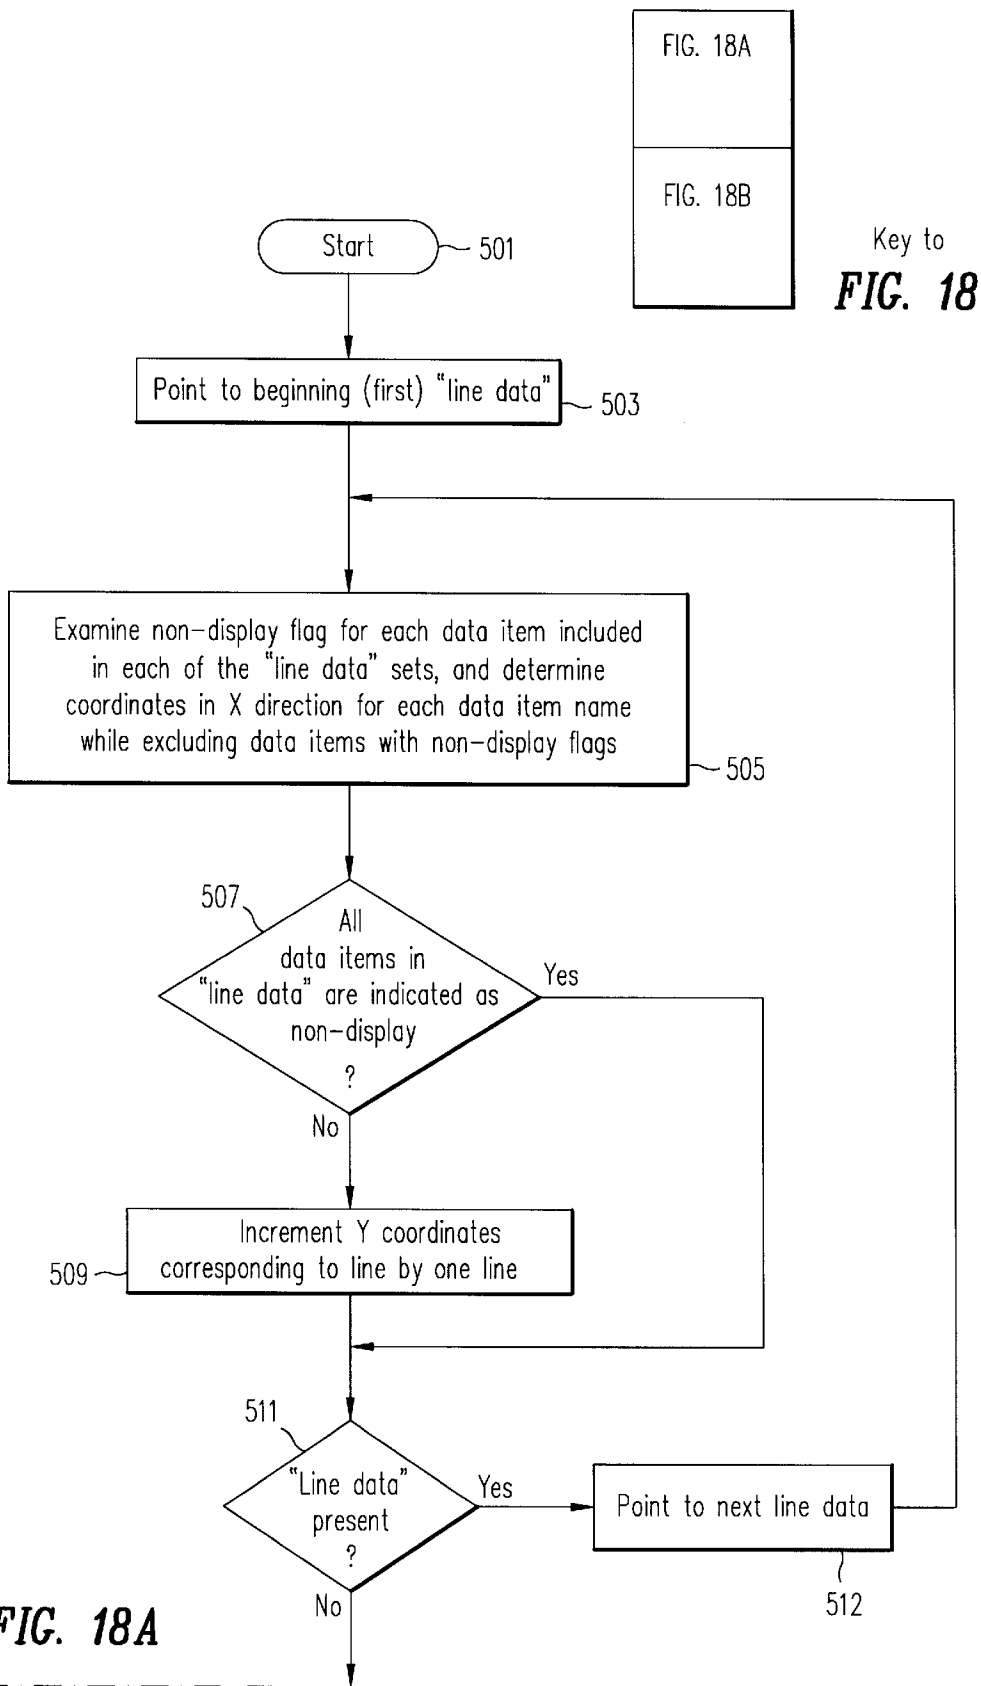 FIG. 18A
FIG. 18B
Key to
FIG. 18
Start
501
Point to beginning (first) "line data"
503
Examine non-display flag for each data item included
in each of the "line data" sets, and determine
coordinates in X direction for each data item name
while excluding data items with non-display flags
505
507
All
data items in
"line data" are indicated as
non-display
?
Yes
No
Increment Y coordinates
corresponding to line by one line
509
511
"Line data"
present
?
Yes
Point to next line data
512
No
FIG. 18A